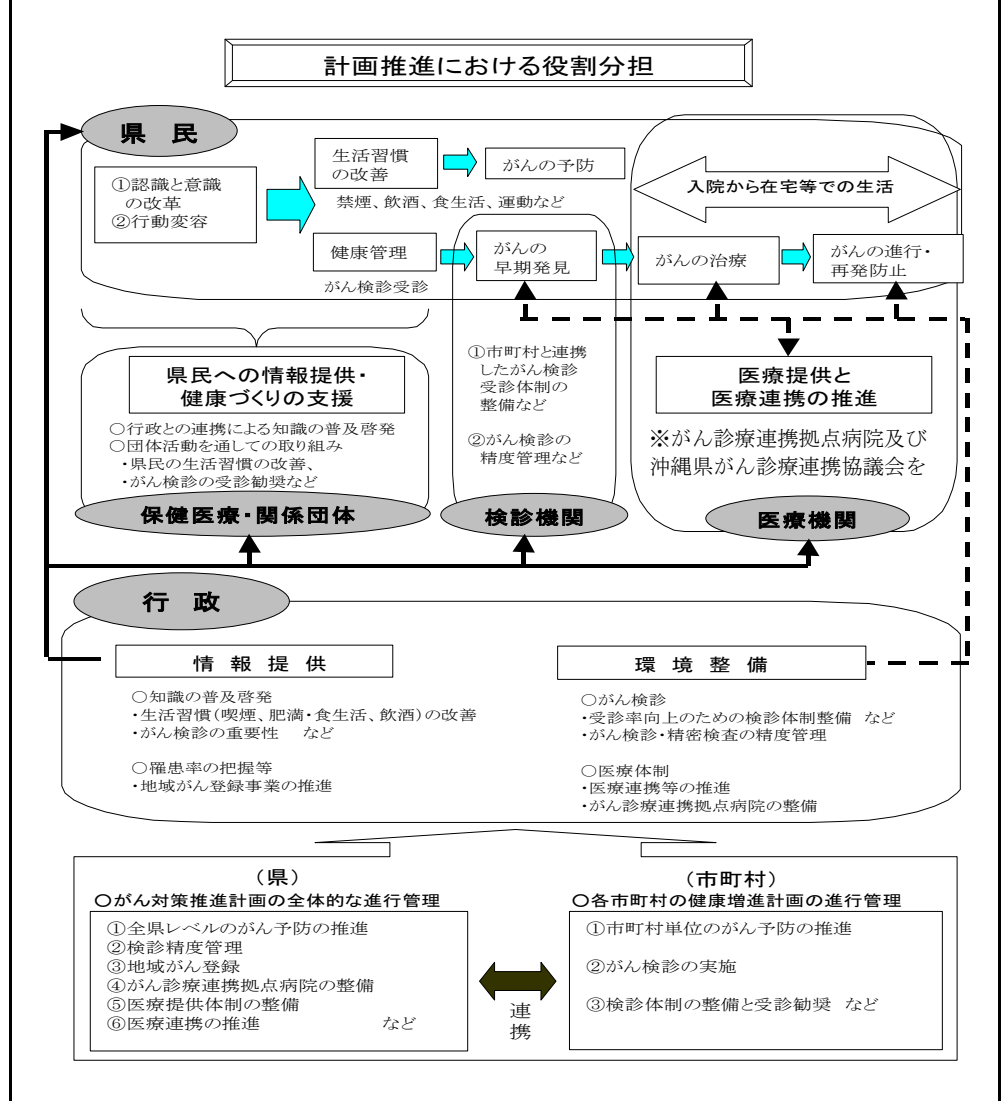 計画推進における役割分担
県 民
①認識と意識
の改革
②行動変容
生活習慣
の改善
がんの予防
禁煙、飲酒、食生活、運動など
健康管理
がん検診受診
がんの
早期発見
入院から在宅等での生活
がんの治療
がんの進行・
再発防止
県民への情報提供・
健康づくりの支援
○行政との連携による知識の普及啓発
○団体活動を通しての取り組み
・県民の生活習慣の改善、
・がん検診の受診勧奨など
保健医療・関係団体
①市町村と連携
したがん検診
受診体制の
整備など
②がん検診の
精度管理など
検診機関
医療提供と
医療連携の推進
※がん診療連携拠点病院及び
沖縄県がん診療連携協議会を
医療機関
行 政
情 報 提 供
○知識の普及啓発
・生活習慣(喫煙、肥満・食生活、飲酒)の改善
・がん検診の重要性 など
○罹患率の把握等
・地域がん登録事業の推進
環 境 整 備
○がん検診
・受診率向上のための検診体制整備 など
・がん検診・精密検査の精度管理
○医療体制
・医療連携等の推進
・がん診療連携拠点病院の整備
(県)
○がん対策推進計画の全体的な進行管理
①全県レベルのがん予防の推進
②検診精度管理
③地域がん登録
④がん診療連携拠点病院の整備
⑤医療提供体制の整備
⑥医療連携の推進 など
連
携
(市町村)
○各市町村の健康増進計画の進行管理
①市町村単位のがん予防の推進
②がん検診の実施
③検診体制の整備と受診勧奨 など